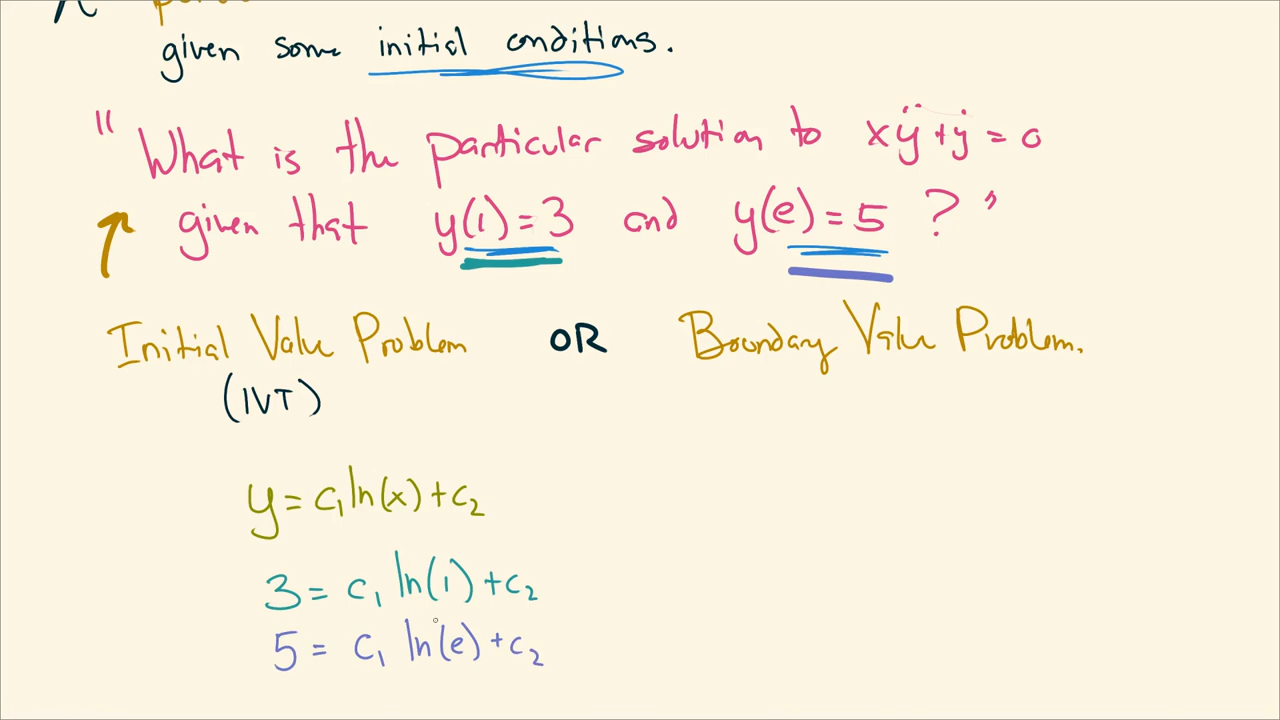 given some initial conditions.
"What is the particular solution to xÿ + ẏ = 0
given that y(1) = 3 and y(e) = 5 ? "
Initial Value Problem OR Boundary Value Problem.
(IVT)
y = c₁ ln(x) + c₂
3 = c₁ ln(1) + c₂
5 = c₁ ln(e) + c₂